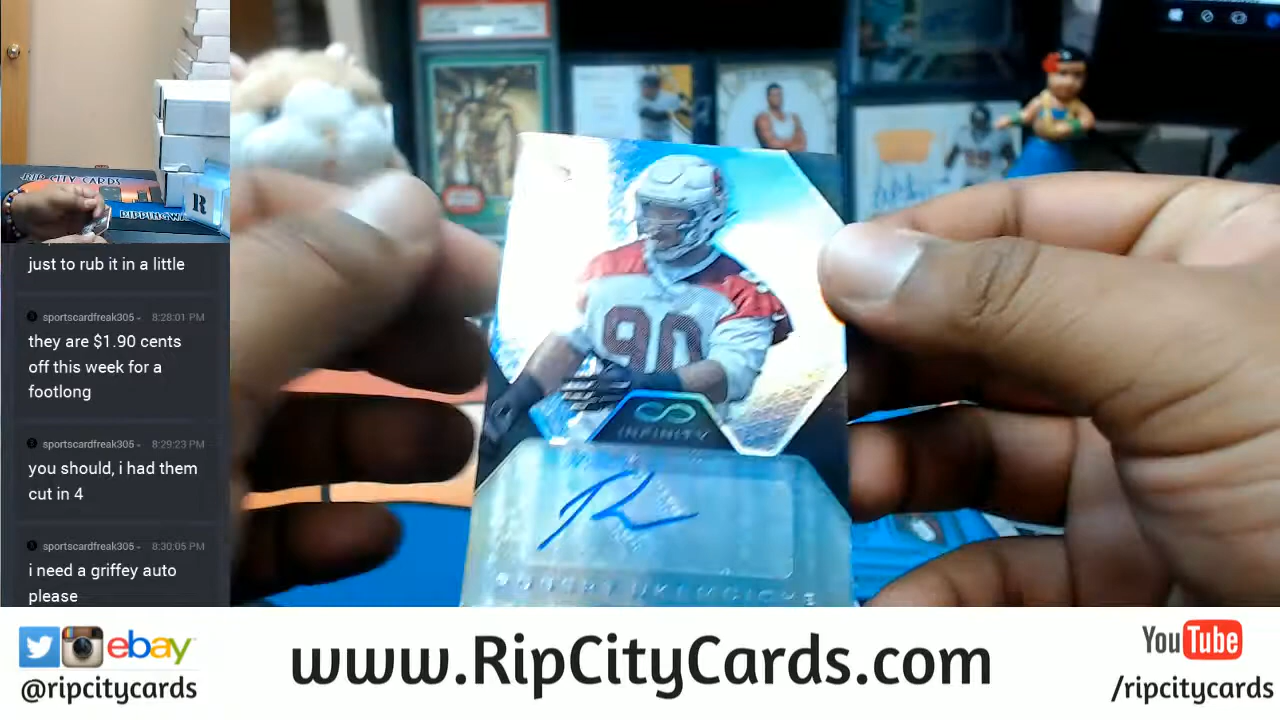 RIP CITY CARDS
R
just to rub it in a little
sportscardfreak305 - 8:28:01 PM
they are $1.90 cents
off this week for a
footlong
sportscardfreak305 - 8:29:23 PM
you should, i had them
cut in 4
sportscardfreak305 - 8:30:05 PM
i need a griffey auto
please
90
INFINITY
ebay
@ripcitycards
www.RipCityCards.com
YouTube
/ripcitycards